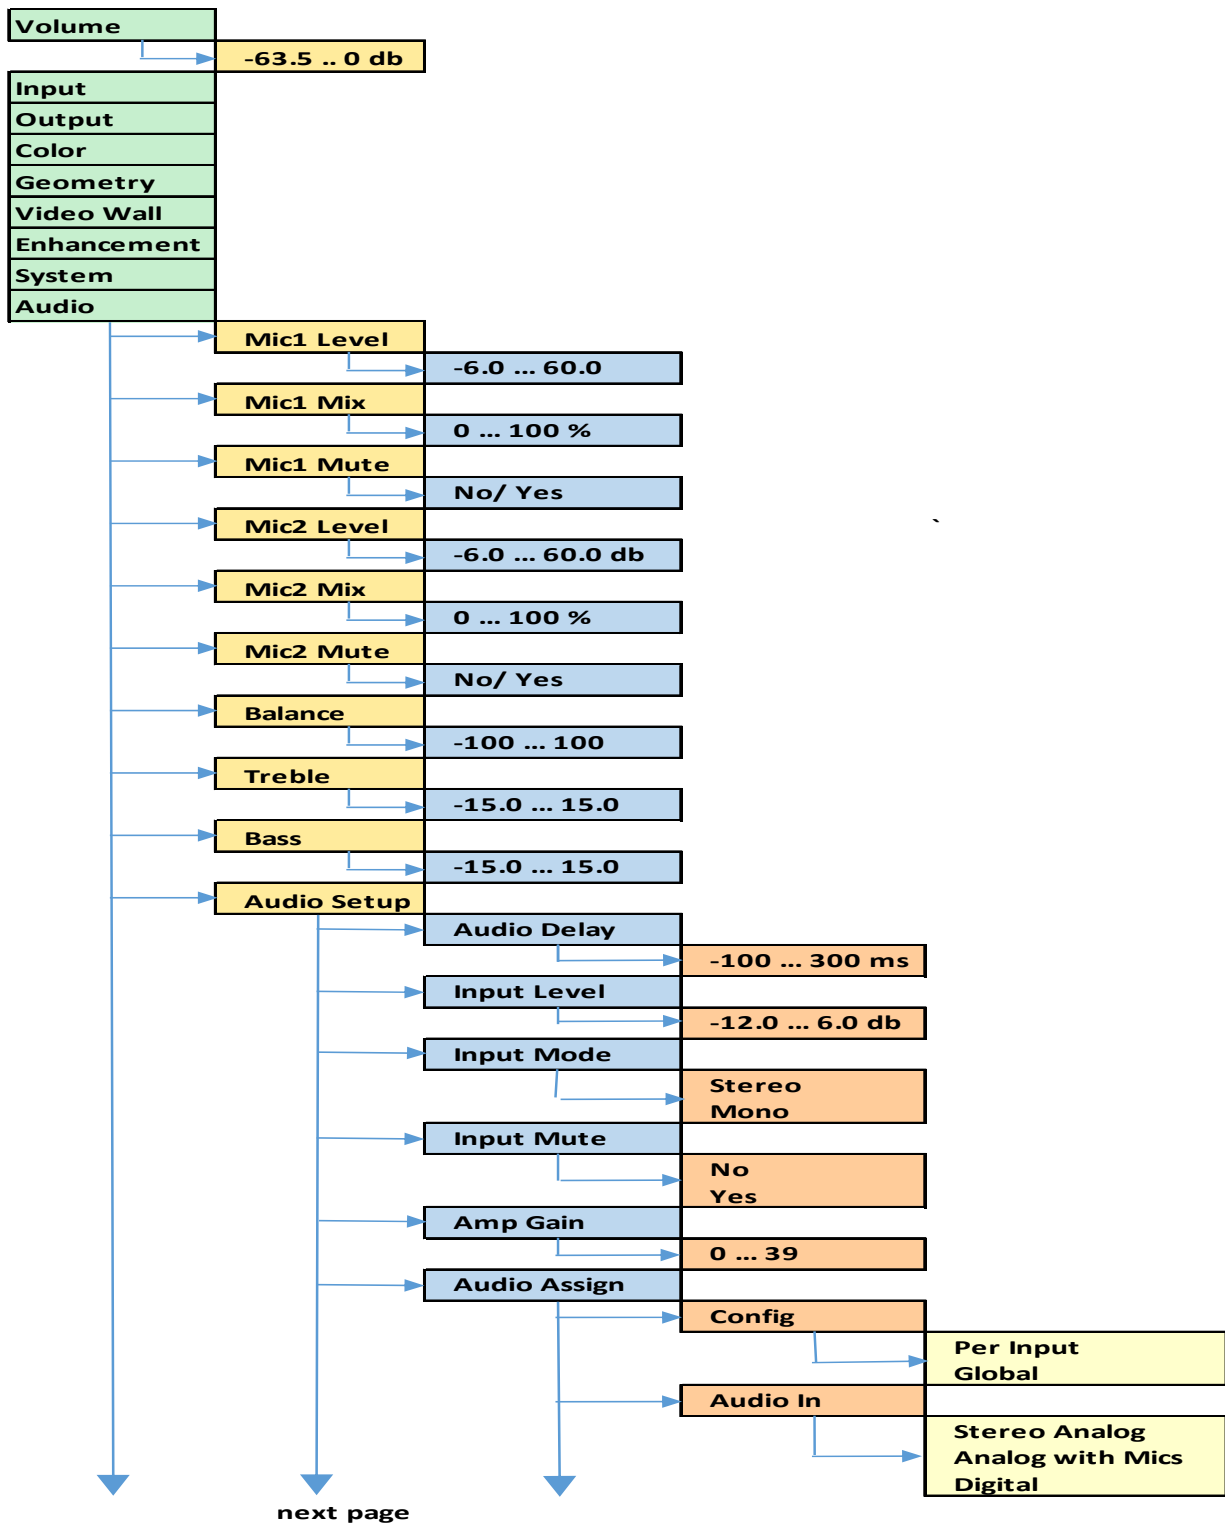 Volume
-63.5 .. 0 db
Input
Output
Color
Geometry
Video Wall
Enhancement
System
Audio
Mic1 Level
-6.0 ... 60.0
Mic1 Mix
0 ... 100 %
Mic1 Mute
No/ Yes
Mic2 Level
`
-6.0 ... 60.0 db
Mic2 Mix
0 ... 100 %
Mic2 Mute
No/ Yes
Balance
-100 ... 100
Treble
-15.0 ... 15.0
Bass
-15.0 ... 15.0
Audio Setup
Audio Delay
-100 ... 300 ms
Input Level
-12.0 ... 6.0 db
Input Mode
Stereo
Mono
Input Mute
No
Yes
Amp Gain
0 ... 39
Audio Assign
Config
Per Input
Global
Audio In
Stereo Analog
Analog with Mics
Digital
next page